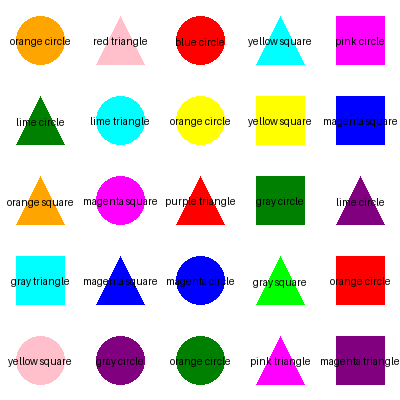 orange circle red triangle blue circle yellow square pink circle
lime circle lime triangle orange circle yellow square magenta square
orange square magenta square purple triangle gray circle lime circle
gray triangle magenta square magenta circle gray square orange circle
yellow square gray circle orange circle pink triangle magenta triangle